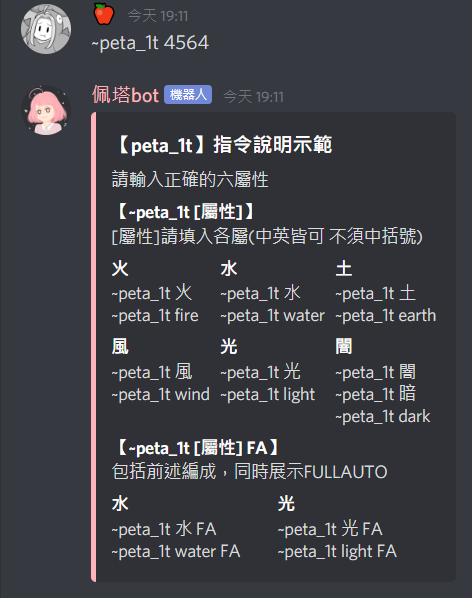 🍎 今天 19:11
~peta_1t 4564
佩塔bot 機器人 今天 19:11
【peta_1t】指令說明示範
請輸入正確的六屬性
【~peta_1t [屬性]】
[屬性]請填入各屬(中英皆可 不須中括號)
火 水 土
~peta_1t 火 ~peta_1t 水 ~peta_1t 土
~peta_1t fire ~peta_1t water ~peta_1t earth
風 光 闇
~peta_1t 風 ~peta_1t 光 ~peta_1t 闇
~peta_1t wind ~peta_1t light ~peta_1t 暗
~peta_1t dark
【~peta_1t [屬性] FA】
包括前述編成，同時展示FULLAUTO
水 光
~peta_1t 水 FA ~peta_1t 光 FA
~peta_1t water FA ~peta_1t light FA